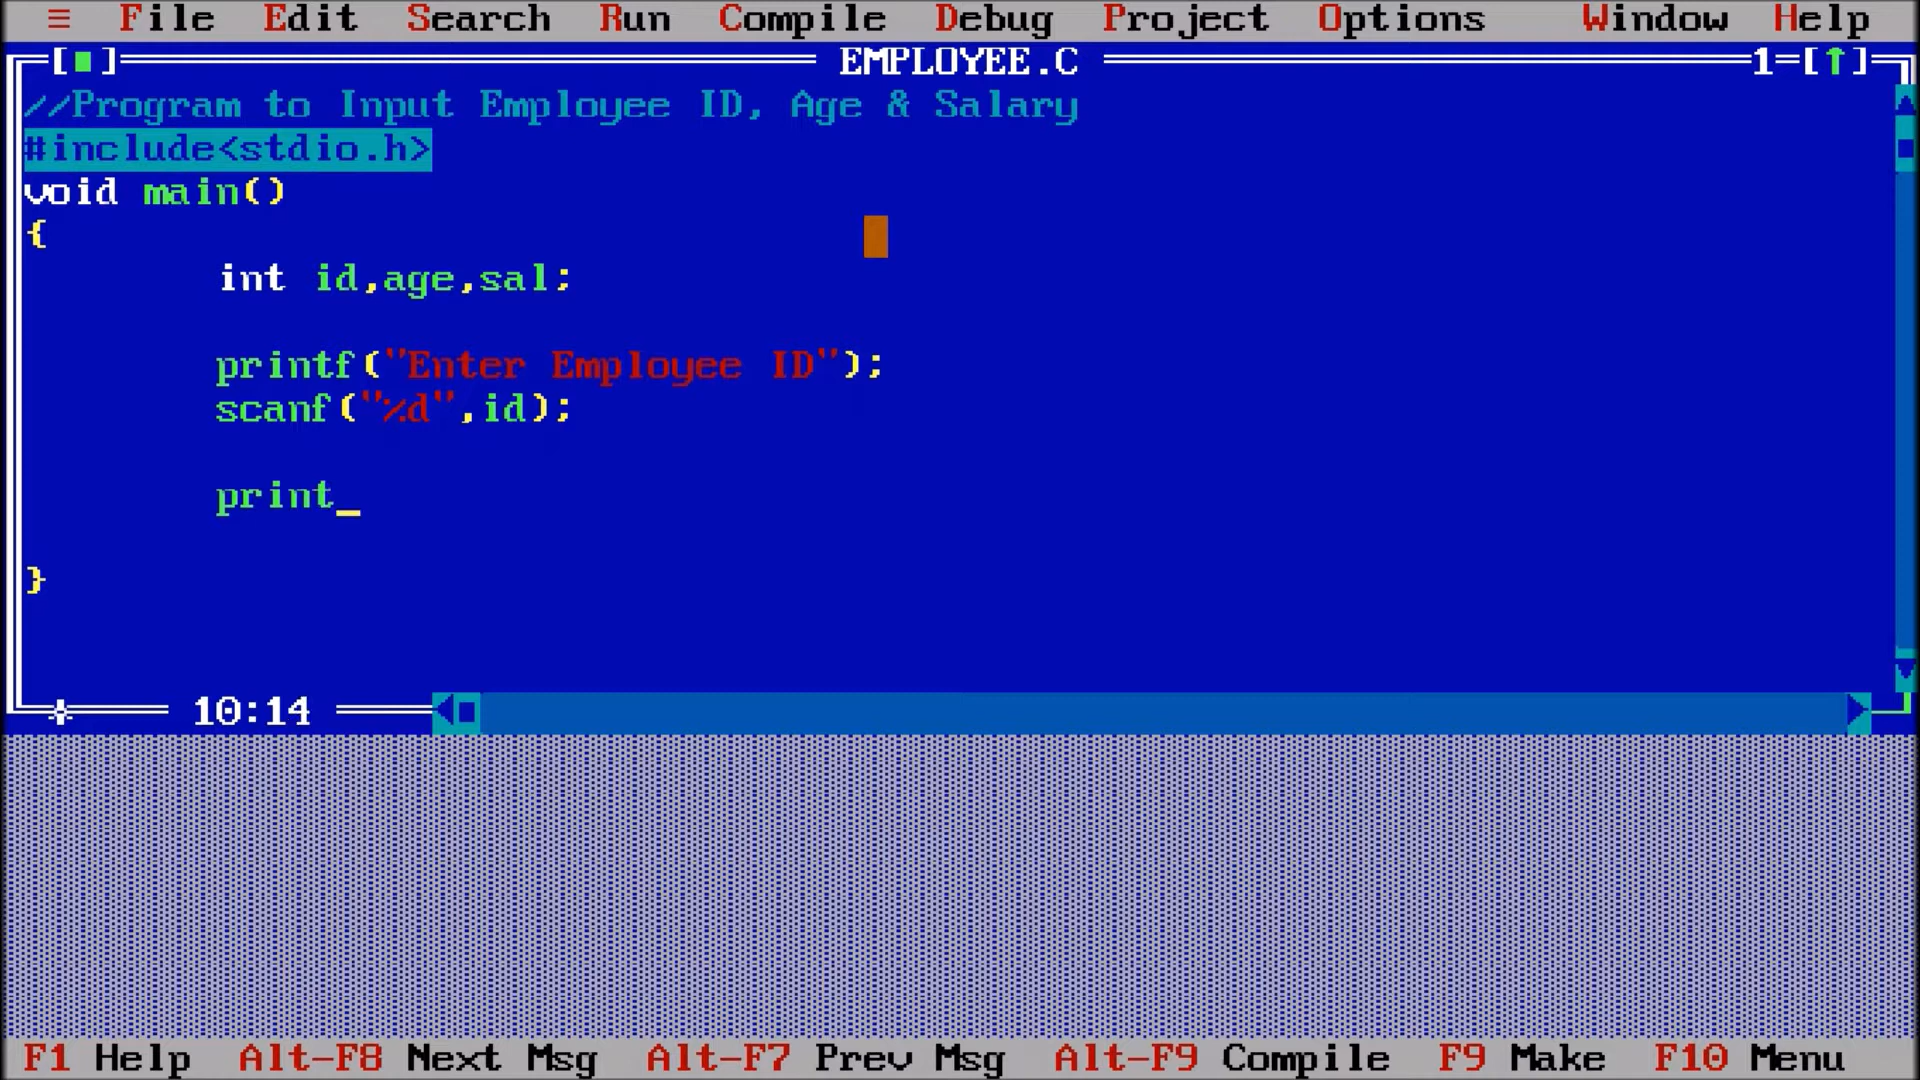 ≡ File Edit Search Run Compile Debug Project Options Window Help
[■] EMPLOYEE.C 1=[↑]
//Program to Input Employee ID, Age & Salary
#include<stdio.h>
void main()
{
int id,age,sal;
printf("Enter Employee ID");
scanf("%d",id);
print_
}
10:14
F1 Help Alt-F8 Next Msg Alt-F7 Prev Msg Alt-F9 Compile F9 Make F10 Menu